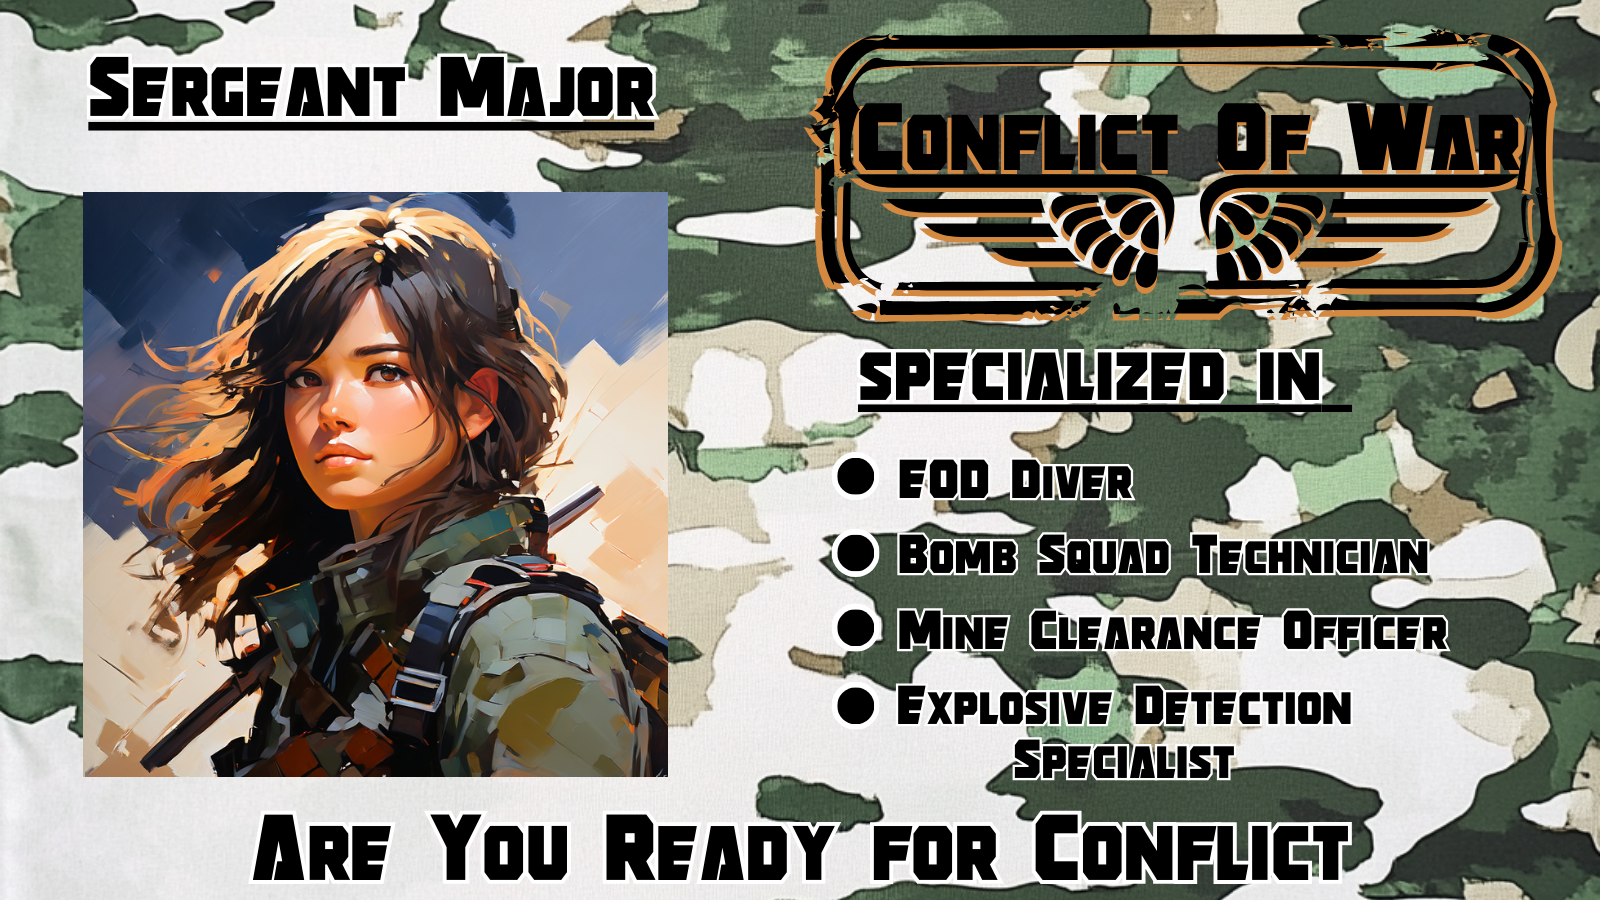 Sergeant Major
Conflict Of War
SPECIALIZED IN
EOD Diver
Bomb Squad Technician
Mine Clearance Officer
Explosive Detection
Specialist
Are You Ready for Conflict